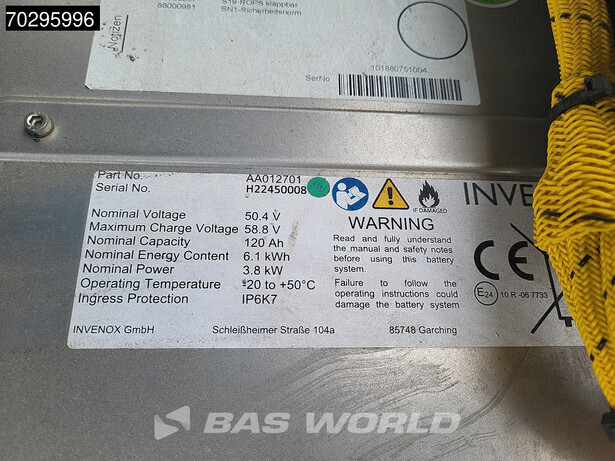 70295996
88000981
S19-ROPS klappbar
SN1-Sicherheitsnorm
Notizen
SerNo
101880751004
Part No. AA012701
Serial No. H22450008
IF DAMAGED
INVE
Nominal Voltage 50.4 V
Maximum Charge Voltage 58.8 V
Nominal Capacity 120 Ah
Nominal Energy Content 6.1 kWh
Nominal Power 3.8 kW
Operating Temperature -20 to +50°C
Ingress Protection IP6K7
WARNING
Read and fully understand
the manual and safety notes
before using this battery
system.
Failure to follow the
operating instructions could
damage the battery system.
CE
E24 10 R -06 7733
INVENOX GmbH Schleißheimer Straße 104a 85748 Garching
BAS WORLD